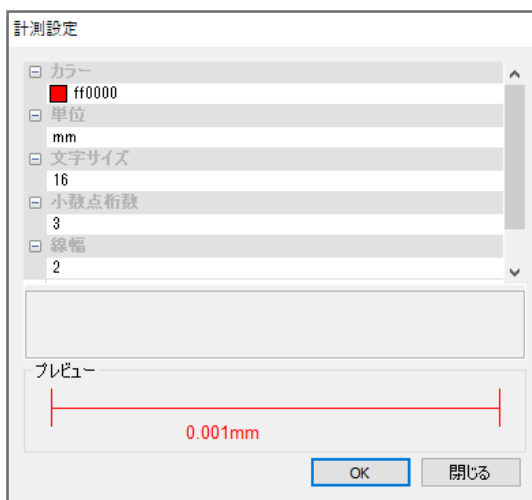 計測設定
カラー
ff0000
単位
mm
文字サイズ
16
小数点桁数
3
線幅
2
プレビュー
0.001mm
OK
閉じる